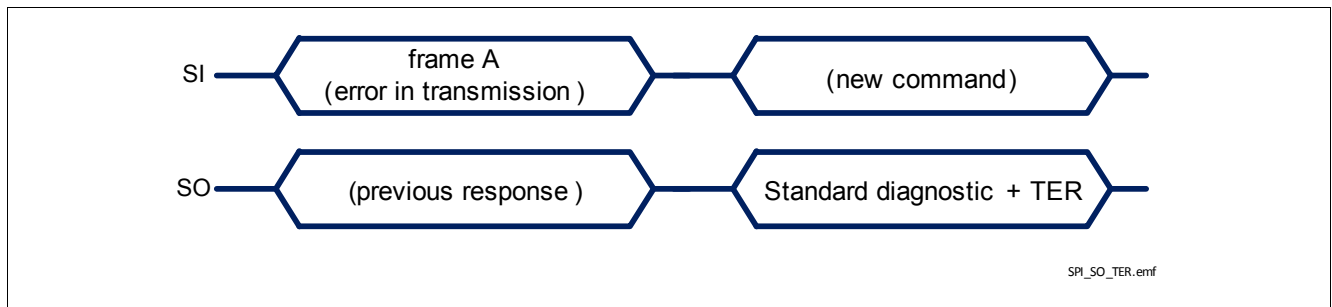 SI
frame A
(error in transmission )
(new command)
SO
(previous response )
Standard diagnostic + TER
SPI_SO_TER.emf